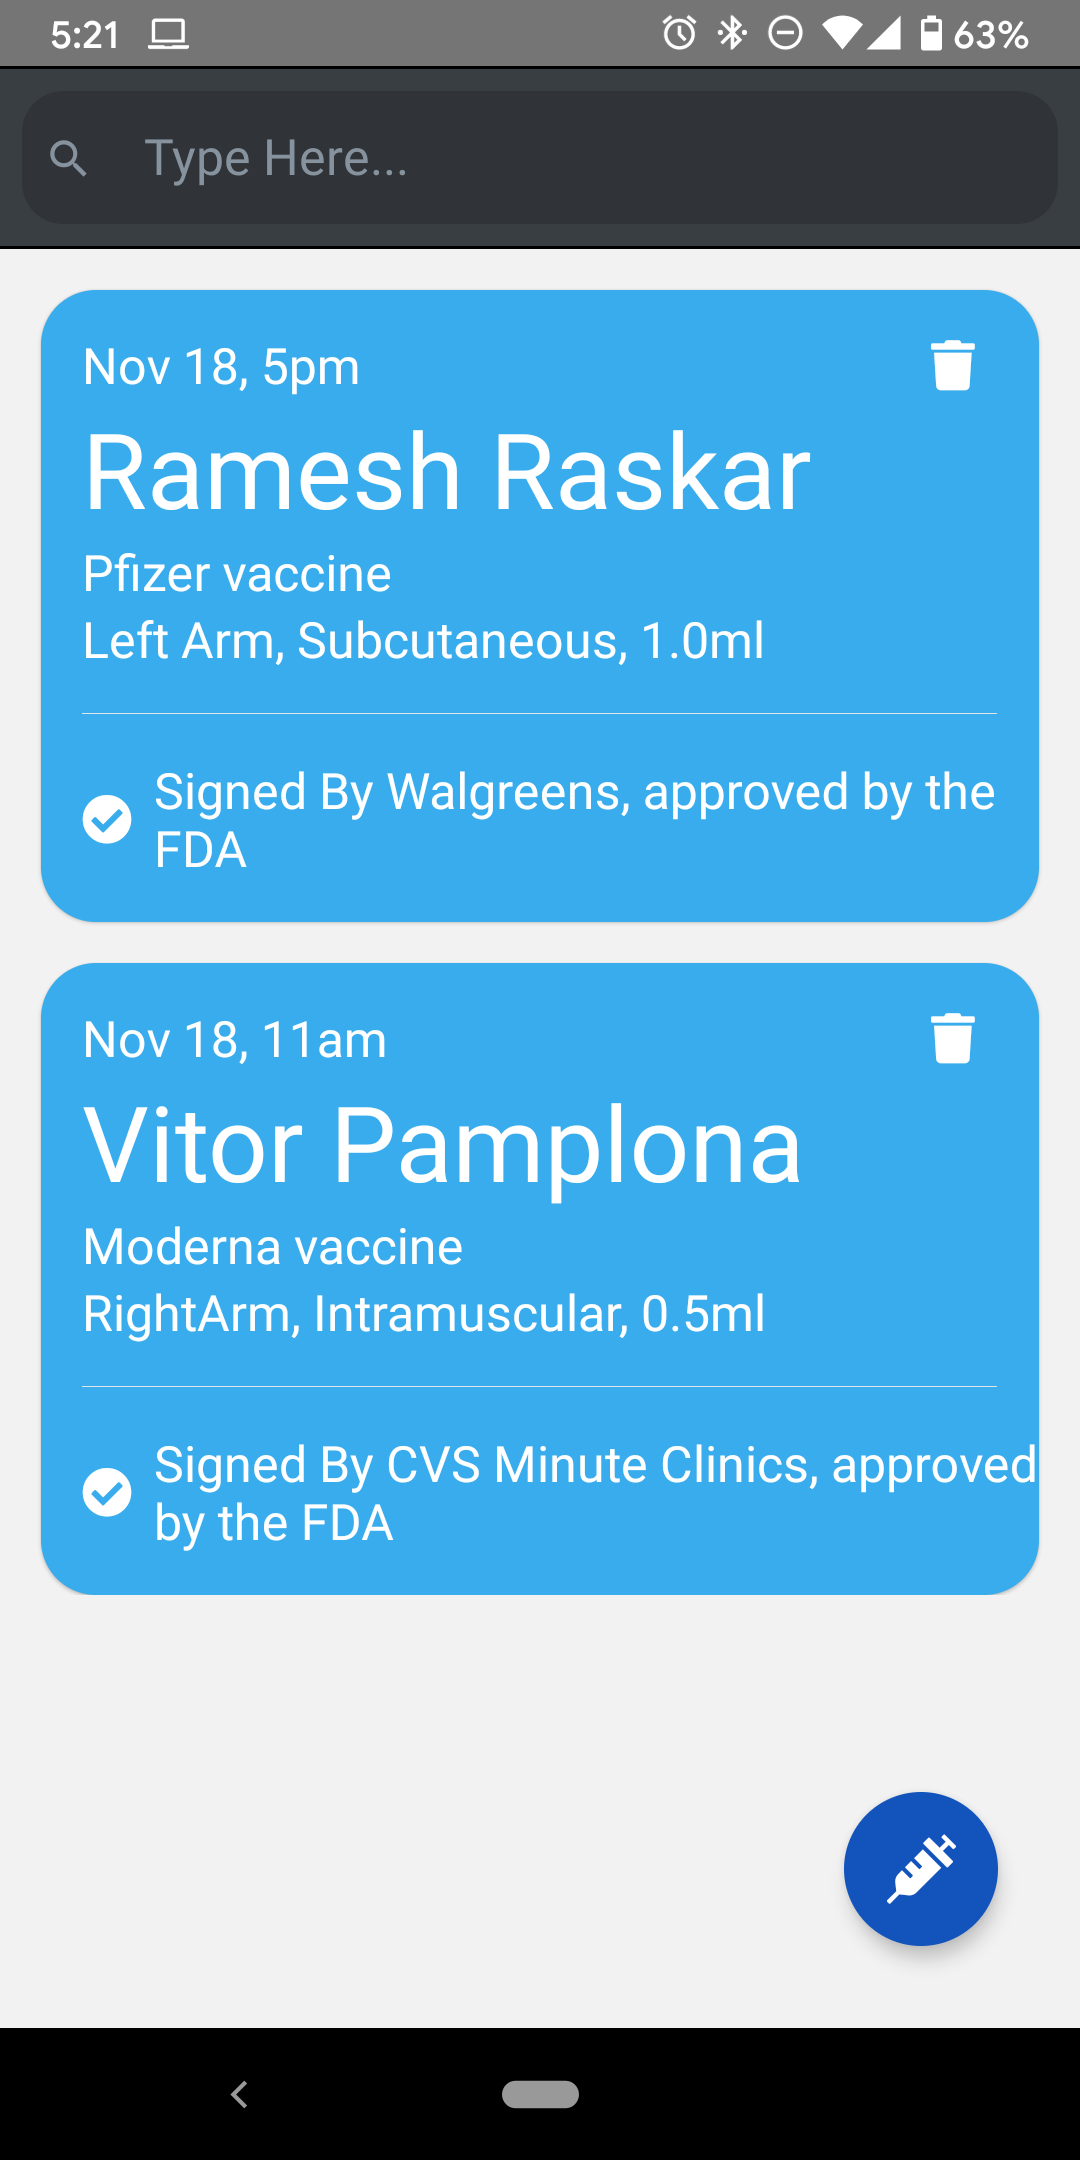 5:21
63%
Type Here...
Nov 18, 5pm
Ramesh Raskar
Pfizer vaccine
Left Arm, Subcutaneous, 1.0ml
Signed By Walgreens, approved by the
FDA
Nov 18, 11am
Vitor Pamplona
Moderna vaccine
RightArm, Intramuscular, 0.5ml
Signed By CVS Minute Clinics, approved
by the FDA